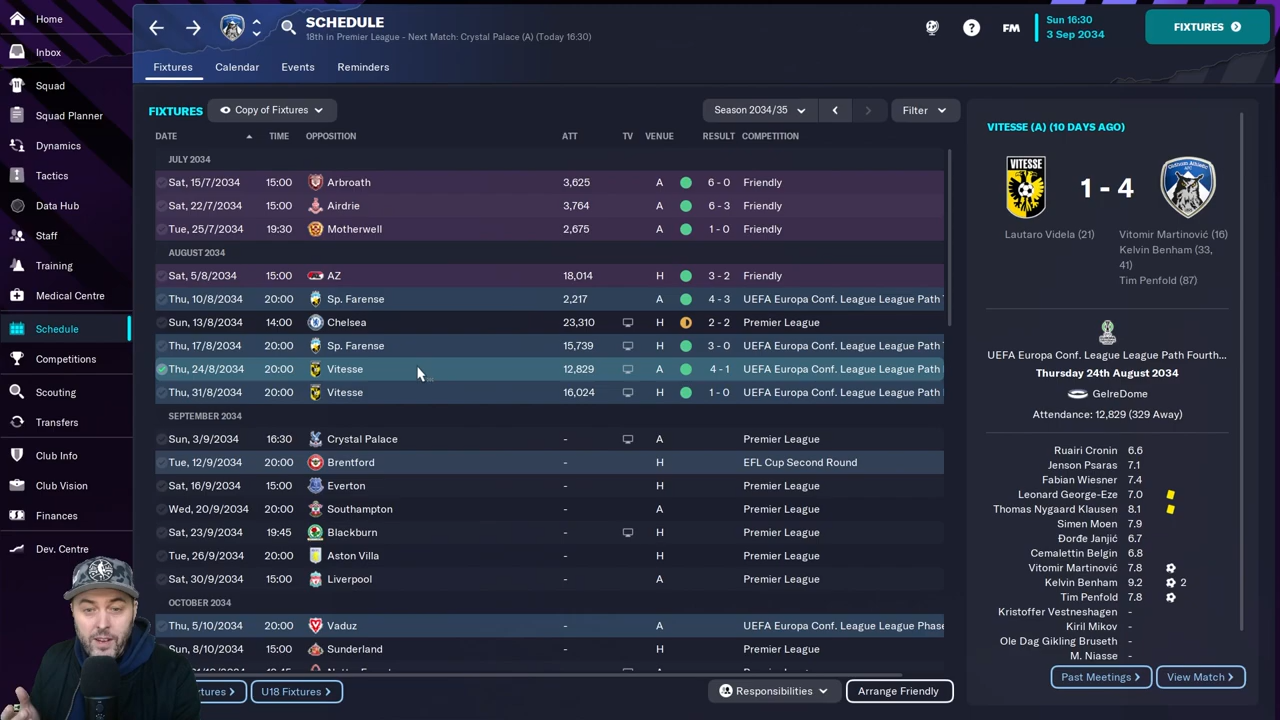 Home
SCHEDULE
18th in Premier League - Next Match: Crystal Palace (A) (Today 16:30)
FM
Sun 16:30
3 Sep 2034
FIXTURES
Inbox
Squad
Squad Planner
Dynamics
Tactics
Data Hub
Staff
Training
Medical Centre
Schedule
Competitions
Scouting
Transfers
Club Info
Club Vision
Finances
Dev. Centre
Fixtures Calendar Events Reminders
FIXTURES Copy of Fixtures Season 2034/35 Filter
DATE TIME OPPOSITION ATT TV VENUE RESULT COMPETITION
JULY 2034
Sat, 15/7/2034 15:00 Arbroath 3,625 A 6 - 0 Friendly
Sat, 22/7/2034 15:00 Airdrie 3,764 A 6 - 3 Friendly
Tue, 25/7/2034 19:30 Motherwell 2,675 A 1 - 0 Friendly
AUGUST 2034
Sat, 5/8/2034 15:00 AZ 18,014 H 3 - 2 Friendly
Thu, 10/8/2034 20:00 Sp. Farense 2,217 A 4 - 3 UEFA Europa Conf. League League Path
Sun, 13/8/2034 14:00 Chelsea 23,310 H 2 - 2 Premier League
Thu, 17/8/2034 20:00 Sp. Farense 15,739 H 3 - 0 UEFA Europa Conf. League League Path
Thu, 24/8/2034 20:00 Vitesse 12,829 A 4 - 1 UEFA Europa Conf. League League Path
Thu, 31/8/2034 20:00 Vitesse 16,024 H 1 - 0 UEFA Europa Conf. League League Path
SEPTEMBER 2034
Sun, 3/9/2034 16:30 Crystal Palace - A Premier League
Tue, 12/9/2034 20:00 Brentford - H EFL Cup Second Round
Sat, 16/9/2034 15:00 Everton - H Premier League
Wed, 20/9/2034 20:00 Southampton - A Premier League
Sat, 23/9/2034 19:45 Blackburn - H Premier League
Tue, 26/9/2034 20:00 Aston Villa - H Premier League
Sat, 30/9/2034 15:00 Liverpool - A Premier League
OCTOBER 2034
Thu, 5/10/2034 20:00 Vaduz - A UEFA Europa Conf. League League Phase
Sun, 8/10/2034 15:00 Sunderland - H Premier League
U18 Fixtures
Responsibilities
Arrange Friendly
VITESSE (A) (10 DAYS AGO)
VITESSE
1 - 4
Lautaro Videla (21)
Vitomir Martinović (16)
Kelvin Benham (33,
41)
Tim Penfold (87)
UEFA Europa Conf. League League Path Fourth...
Thursday 24th August 2034
GelreDome
Attendance: 12,829 (329 Away)
Ruairi Cronin 6.6
Jenson Psaras 7.1
Fabian Wiesner 7.4
Leonard George-Eze 7.0
Thomas Nygaard Klausen 8.1
Simen Moen 7.9
Đorđe Janjić 6.7
Cemalettin Belgin 6.8
Vitomir Martinović 7.8
Kelvin Benham 9.2 2
Tim Penfold 7.8
Kristoffer Vestneshagen -
Kiril Mikov -
Ole Dag Gikling Bruseth -
M. Niasse -
Past Meetings
View Match